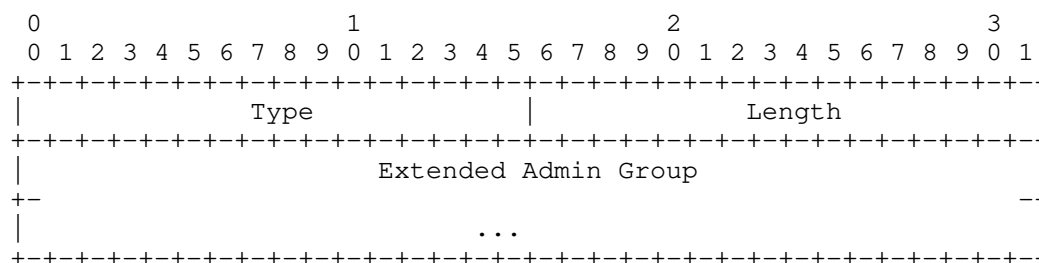 0                   1                   2                   3
 0 1 2 3 4 5 6 7 8 9 0 1 2 3 4 5 6 7 8 9 0 1 2 3 4 5 6 7 8 9 0 1
+-+-+-+-+-+-+-+-+-+-+-+-+-+-+-+-+-+-+-+-+-+-+-+-+-+-+-+-+-+-+-+--
|              Type             |             Length
+-+-+-+-+-+-+-+-+-+-+-+-+-+-+-+-+-+-+-+-+-+-+-+-+-+-+-+-+-+-+-+--
|                      Extended Admin Group
+-                                                             --
|                            ...
+-+-+-+-+-+-+-+-+-+-+-+-+-+-+-+-+-+-+-+-+-+-+-+-+-+-+-+-+-+-+-+--